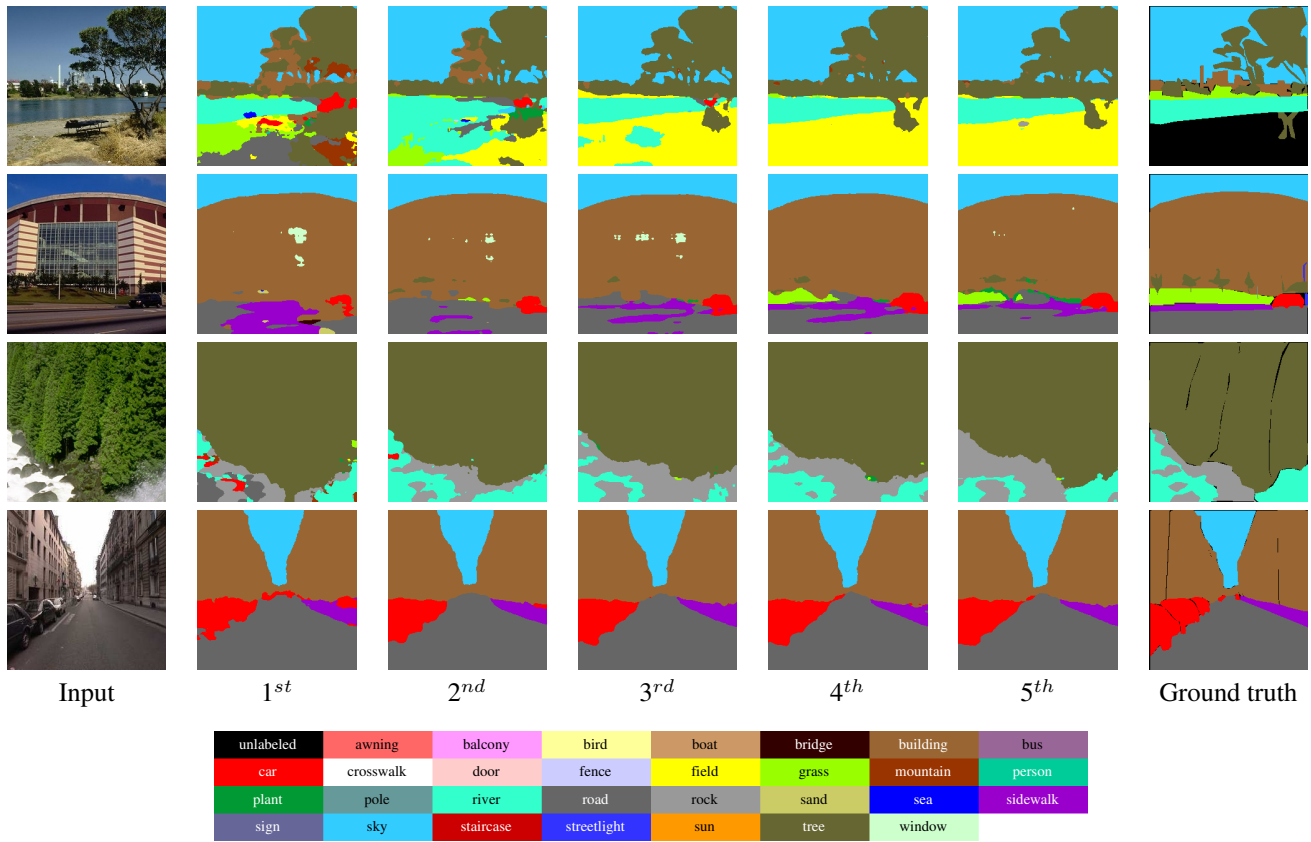 Input 1st 2nd 3rd 4th 5th Ground truth
unlabeled awning balcony bird boat bridge building bus
car crosswalk door fence field grass mountain person
plant pole river road rock sand sea sidewalk
sign sky staircase streetlight sun tree window